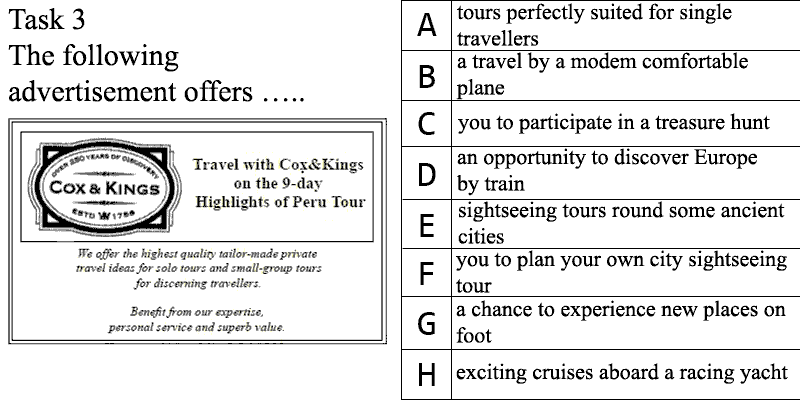 Task 3
The following
advertisement offers …..
OVER 250 YEARS OF DISCOVERY
COX & KINGS
ESTD 1758
Travel with Cox&Kings
on the 9-day
Highlights of Peru Tour
We offer the highest quality tailor-made private
travel ideas for solo tours and small-group tours
for discerning travellers.
Benefit from our expertise,
personal service and superb value.
A
tours perfectly suited for single
travellers
B
a travel by a modem comfortable
plane
C
you to participate in a treasure hunt
D
an opportunity to discover Europe
by train
E
sightseeing tours round some ancient
cities
F
you to plan your own city sightseeing
tour
G
a chance to experience new places on
foot
H
exciting cruises aboard a racing yacht